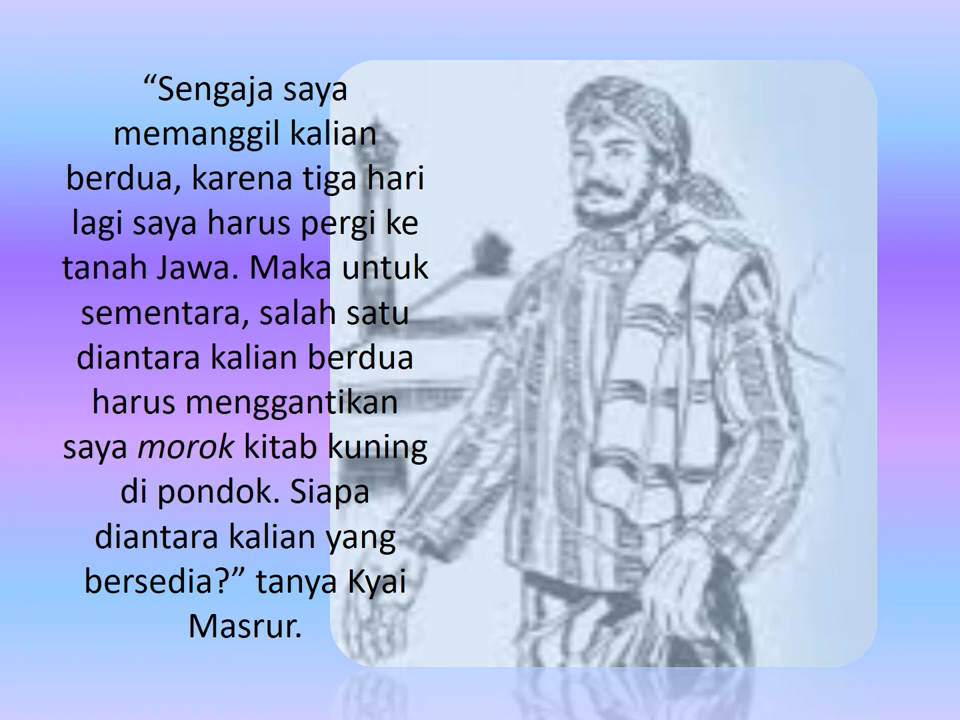 “Sengaja saya
memanggil kalian
berdua, karena tiga hari
lagi saya harus pergi ke
tanah Jawa. Maka untuk
sementara, salah satu
diantara kalian berdua
harus menggantikan
saya morok kitab kuning
di pondok. Siapa
diantara kalian yang
bersedia?” tanya Kyai
Masrur.